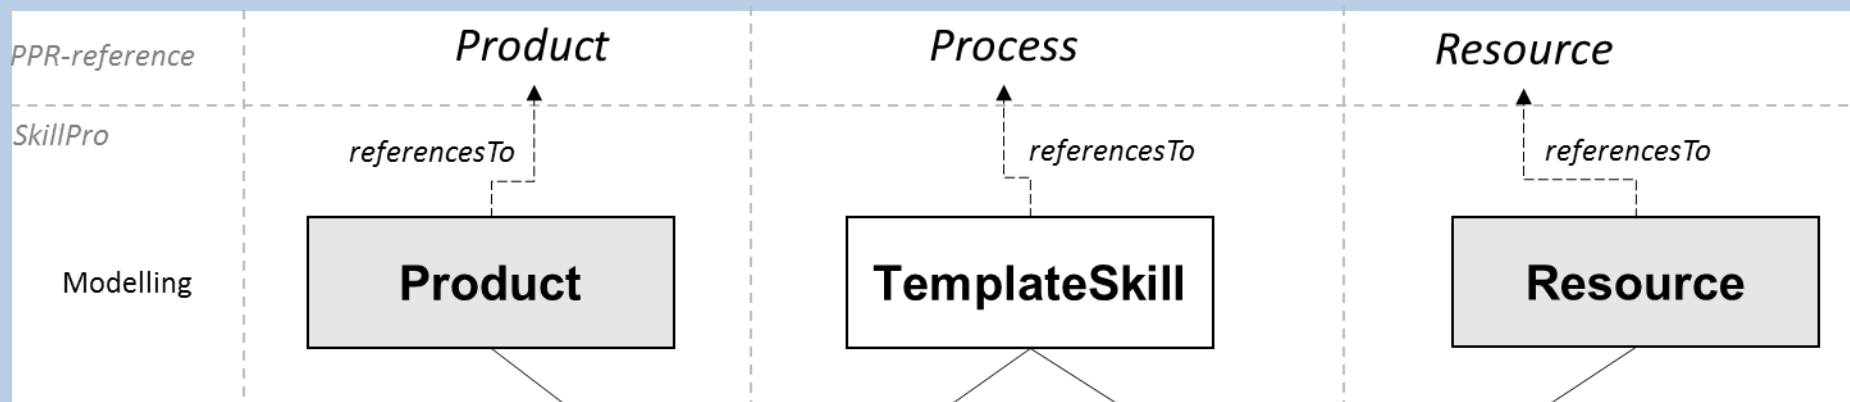 PPR-reference
Product
Process
Resource
SkillPro
referencesTo
referencesTo
referencesTo
Modelling
Product
TemplateSkill
Resource